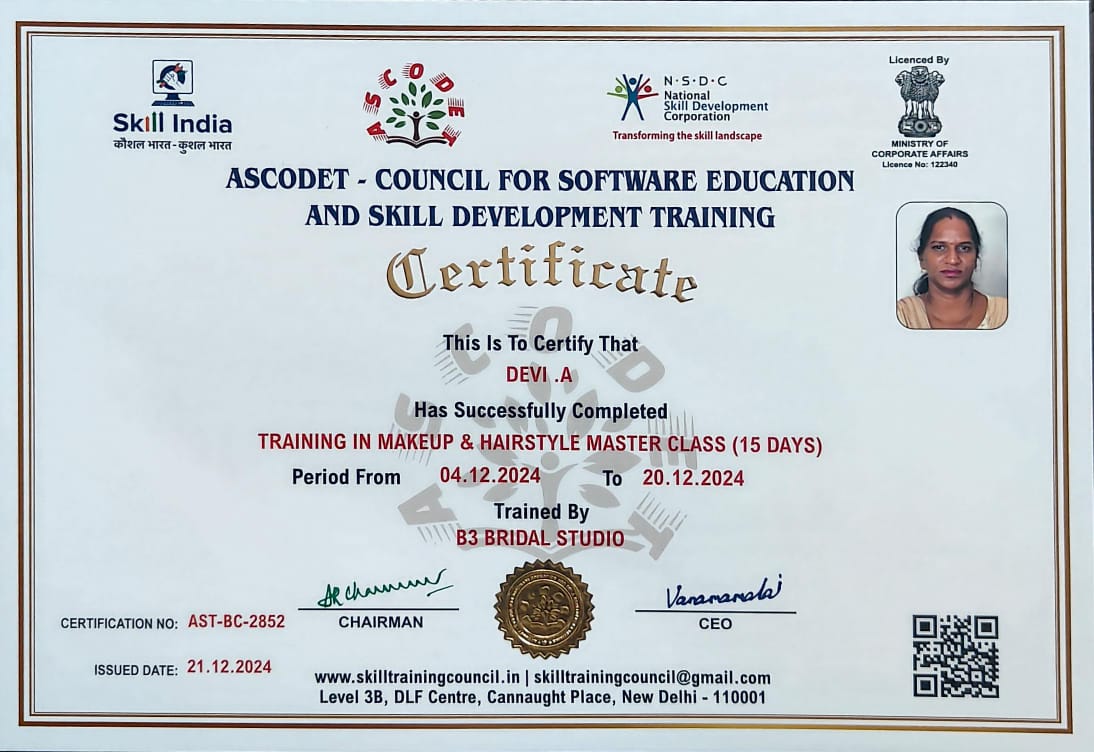 Skill India
कौशल भारत - कुशल भारत
ASCODET
N·S·D·C
National
Skill Development
Corporation
Transforming the skill landscape
Licenced By
MINISTRY OF
CORPORATE AFFAIRS
Licence No: 122340
ASCODET - COUNCIL FOR SOFTWARE EDUCATION
AND SKILL DEVELOPMENT TRAINING
Certificate
This Is To Certify That
DEVI .A
Has Successfully Completed
TRAINING IN MAKEUP & HAIRSTYLE MASTER CLASS (15 DAYS)
Period From 04.12.2024 To 20.12.2024
Trained By
B3 BRIDAL STUDIO
ASCODET
Vanamamalai
CHAIRMAN
CEO
CERTIFICATION NO: AST-BC-2852
ISSUED DATE: 21.12.2024
www.skilltrainingcouncil.in | skilltrainingcouncil@gmail.com
Level 3B, DLF Centre, Cannaught Place, New Delhi - 110001